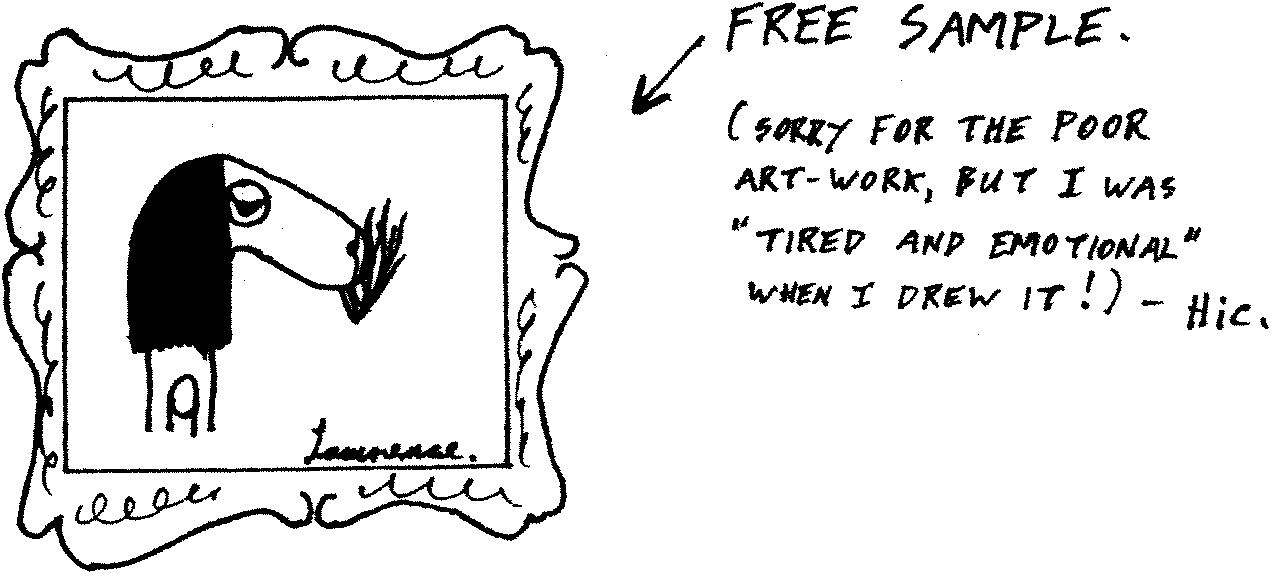 FREE SAMPLE.
(SORRY FOR THE POOR
ART-WORK, BUT I WAS
"TIRED AND EMOTIONAL"
WHEN I DREW IT!) - Hic.
Lawrence.